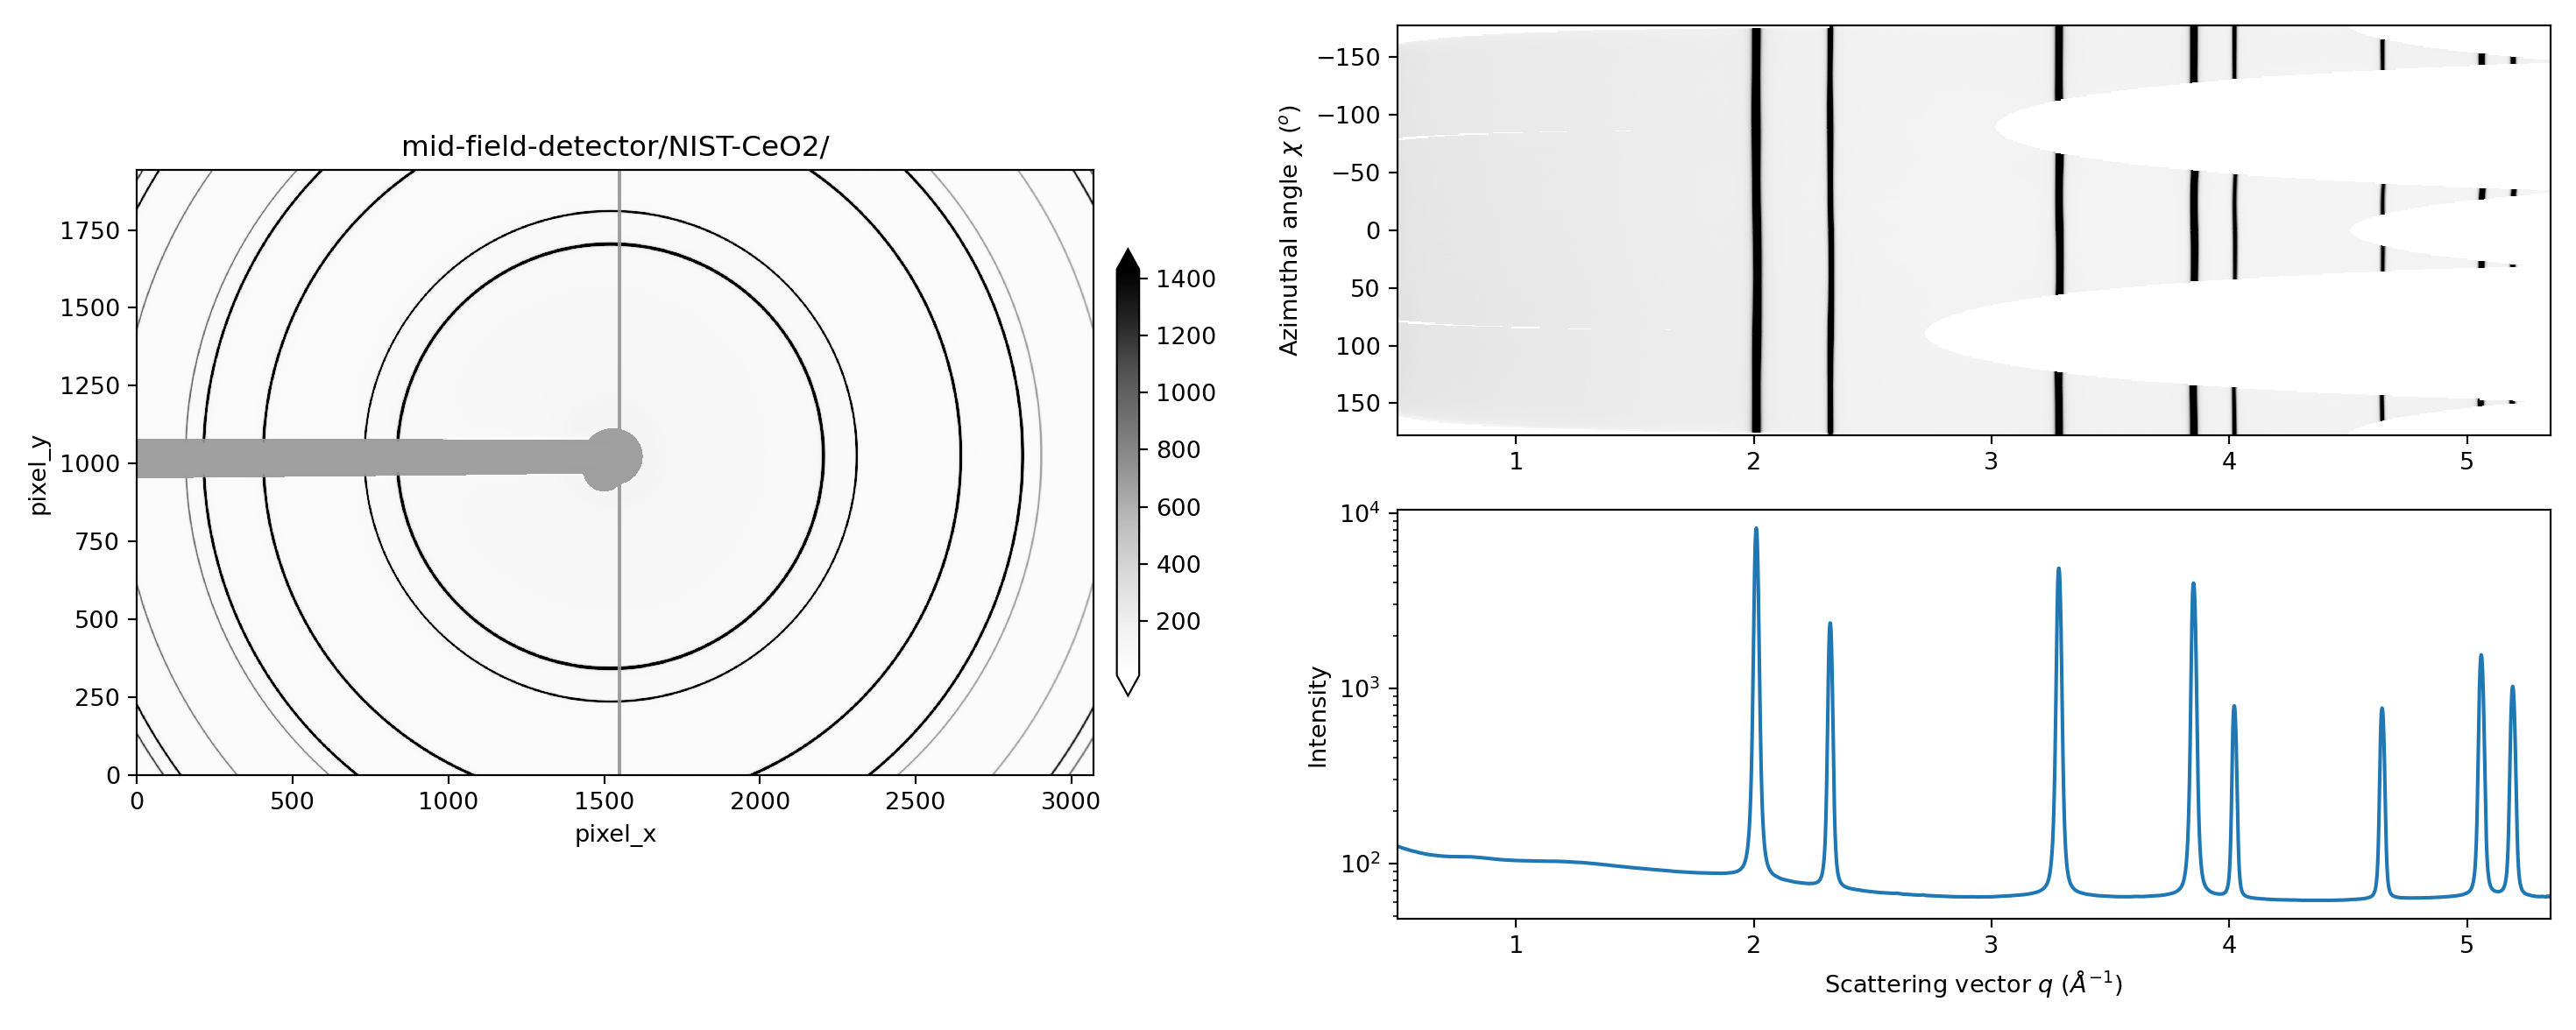 mid-field-detector/NIST-CeO2/
pixel_y
1750
1500
1250
1000
750
500
250
0
0 500 1000 1500 2000 2500 3000
pixel_x
1400
1200
1000
800
600
400
200
Azimuthal angle χ (°)
−150
−100
−50
0
50
100
150
1 2 3 4 5
Intensity
10⁴
10³
10²
1 2 3 4 5
Scattering vector q (Å⁻¹)